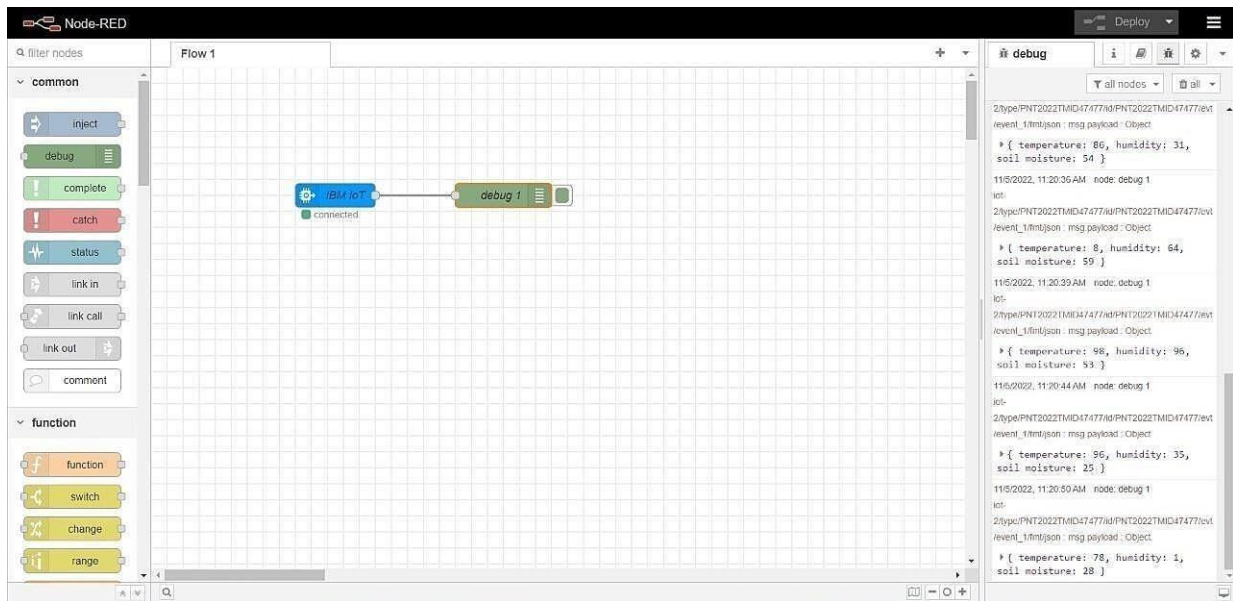 Node-RED
Deploy
filter nodes
Flow 1
debug
i
all nodes
all
common
inject
debug
complete
catch
status
link in
link call
link out
comment
function
function
switch
change
range
IBM IoT
connected
debug 1
2/type/PNT2022TMID47477/id/PNT2022TMID47477/evt
/event_1/fmt/json : msg.payload : Object
{ temperature: 86, humidity: 31,
soil moisture: 54 }
11/5/2022, 11:20:36 AM node: debug 1
iot-
2/type/PNT2022TMID47477/id/PNT2022TMID47477/evt
/event_1/fmt/json : msg.payload : Object
{ temperature: 8, humidity: 64,
soil moisture: 59 }
11/5/2022, 11:20:39 AM node: debug 1
iot-
2/type/PNT2022TMID47477/id/PNT2022TMID47477/evt
/event_1/fmt/json : msg.payload : Object
{ temperature: 98, humidity: 96,
soil moisture: 53 }
11/5/2022, 11:20:44 AM node: debug 1
iot-
2/type/PNT2022TMID47477/id/PNT2022TMID47477/evt
/event_1/fmt/json : msg.payload : Object
{ temperature: 96, humidity: 35,
soil moisture: 25 }
11/5/2022, 11:20:50 AM node: debug 1
iot-
2/type/PNT2022TMID47477/id/PNT2022TMID47477/evt
/event_1/fmt/json : msg.payload : Object
{ temperature: 78, humidity: 1,
soil moisture: 28 }